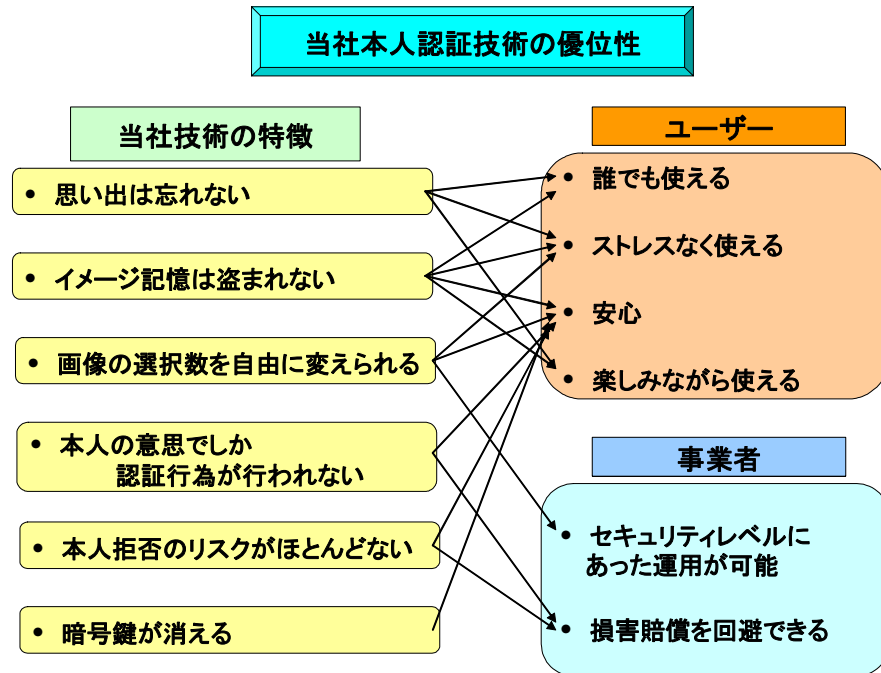 当社本人認証技術の優位性
当社技術の特徴
• 思い出は忘れない
• イメージ記憶は盗まれない
• 画像の選択数を自由に変えられる
• 本人の意思でしか
認証行為が行われない
• 本人拒否のリスクがほとんどない
• 暗号鍵が消える
ユーザー
• 誰でも使える
• ストレスなく使える
• 安心
• 楽しみながら使える
事業者
• セキュリティレベルに
あった運用が可能
• 損害賠償を回避できる